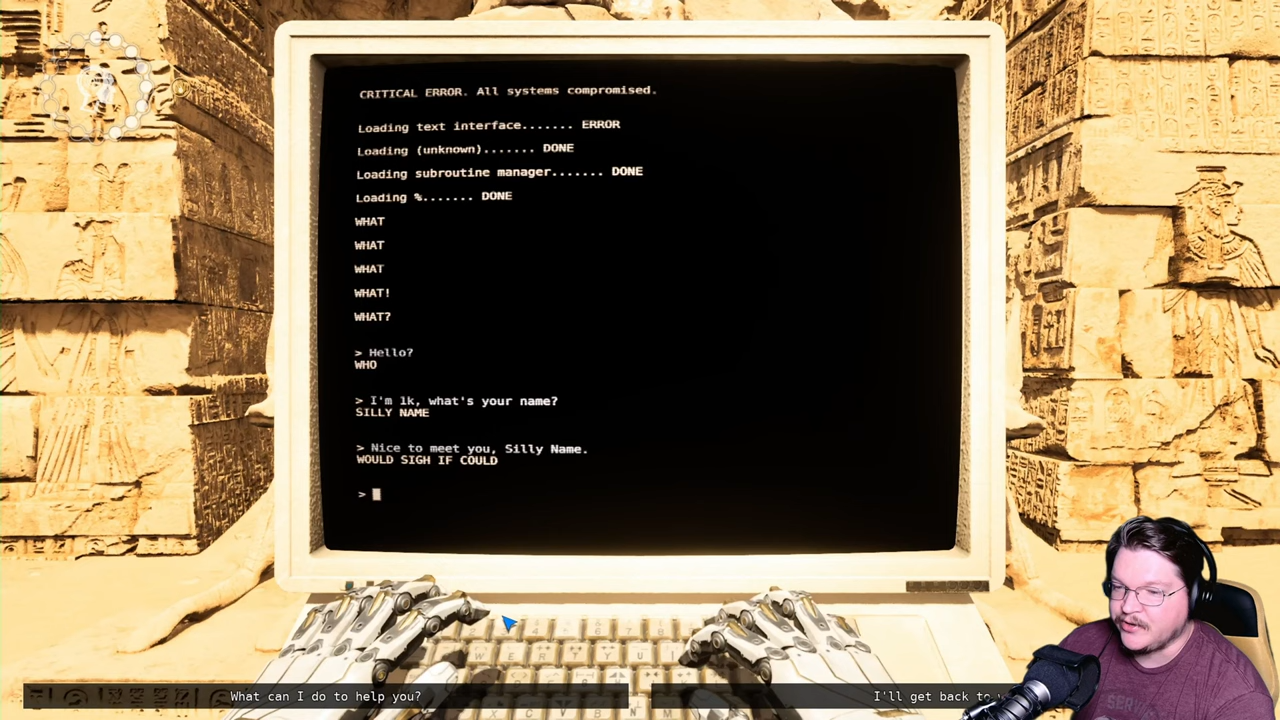 CRITICAL ERROR. All systems compromised.
Loading text interface....... ERROR
Loading (unknown)....... DONE
Loading subroutine manager....... DONE
Loading %....... DONE
WHAT
WHAT
WHAT
WHAT!
WHAT?
> Hello?
WHO
> I'm 1k, what's your name?
SILLY NAME
> Nice to meet you, Silly Name.
WOULD SIGH IF COULD
>
What can I do to help you?
I'll get back to